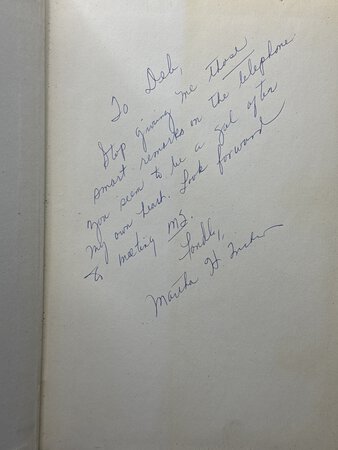 To Deb,
Stop giving me those
smart remarks on the telephone
You seem to be a gal after
my own heart. Look forward
to meeting MS.
Fondly,
Martha H.